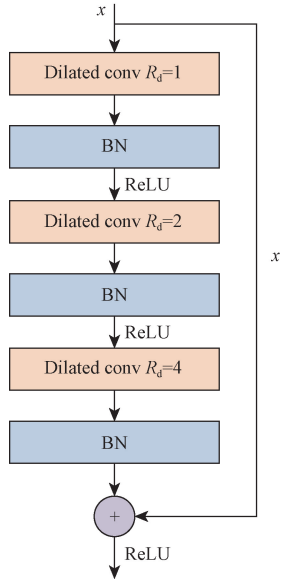 x
Dilated conv R_d=1
BN
ReLU
Dilated conv R_d=2
BN
x
ReLU
Dilated conv R_d=4
BN
+
ReLU